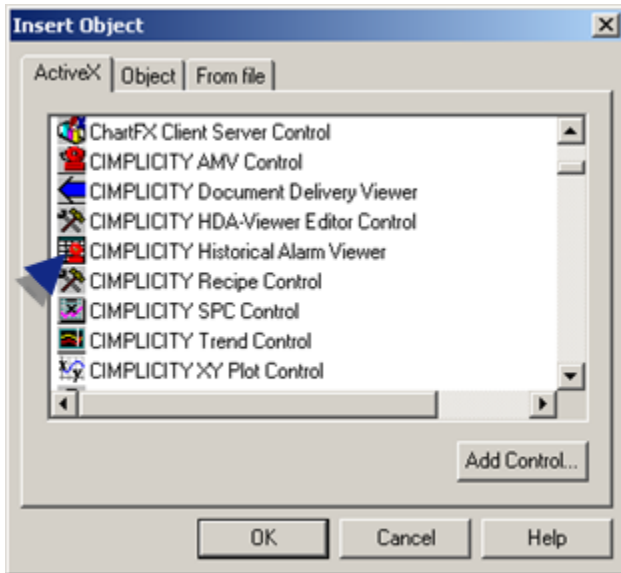 Insert Object
ActiveX Object From file
ChartFX Client Server Control
CIMPLICITY AMV Control
CIMPLICITY Document Delivery Viewer
CIMPLICITY HDA-Viewer Editor Control
CIMPLICITY Historical Alarm Viewer
CIMPLICITY Recipe Control
CIMPLICITY SPC Control
CIMPLICITY Trend Control
CIMPLICITY XY Plot Control
Add Control...
OK Cancel Help